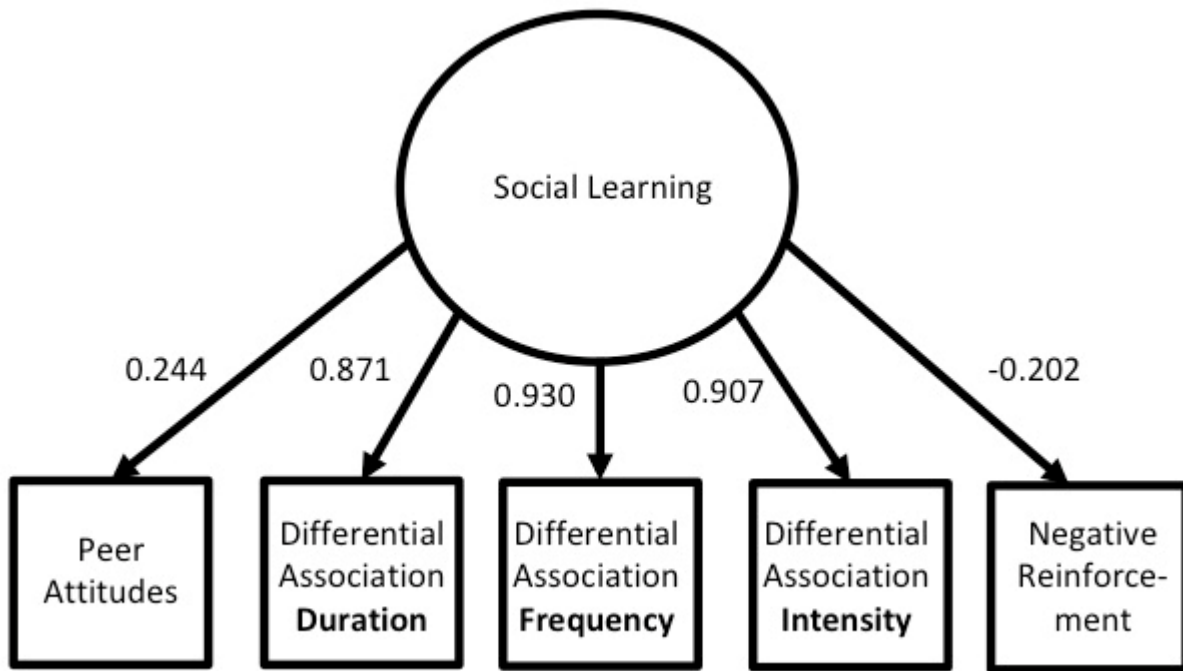 Social Learning
0.244
0.871
0.930
0.907
-0.202
Peer
Attitudes
Differential
Association
Duration
Differential
Association
Frequency
Differential
Association
Intensity
Negative
Reinforce-
ment